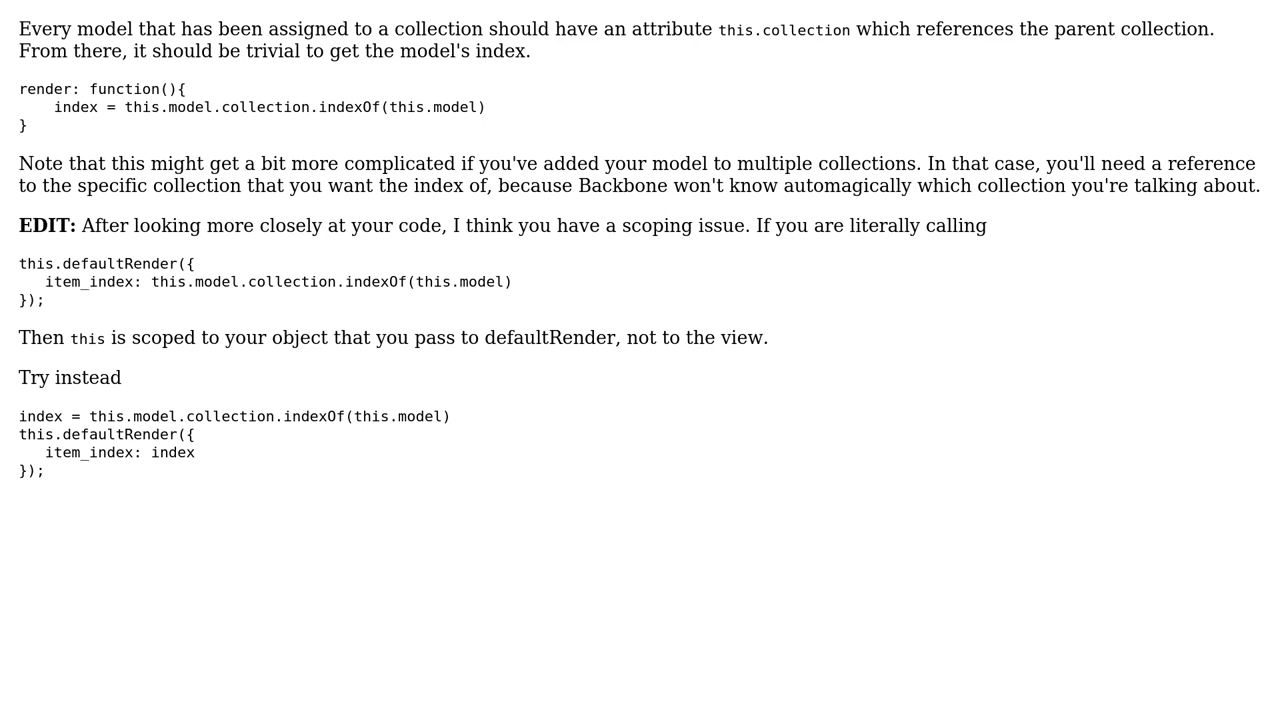 Every model that has been assigned to a collection should have an attribute this.collection which references the parent collection.
From there, it should be trivial to get the model's index.
render: function(){
    index = this.model.collection.indexOf(this.model)
}
Note that this might get a bit more complicated if you've added your model to multiple collections. In that case, you'll need a reference
to the specific collection that you want the index of, because Backbone won't know automagically which collection you're talking about.
EDIT: After looking more closely at your code, I think you have a scoping issue. If you are literally calling
this.defaultRender({
   item_index: this.model.collection.indexOf(this.model)
});
Then this is scoped to your object that you pass to defaultRender, not to the view.
Try instead
index = this.model.collection.indexOf(this.model)
this.defaultRender({
   item_index: index
});